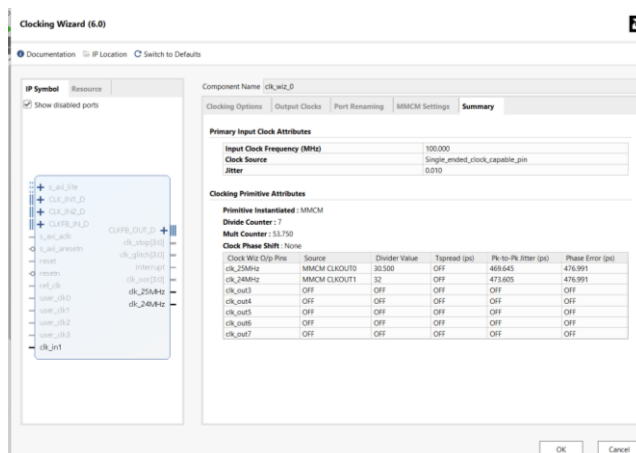 Clocking Wizard (6.0)
Documentation IP Location Switch to Defaults
IP Symbol Resource
Show disabled ports
s_axi_lite
CLK_IN1_D
CLK_IN2_D
CLKFB_IN_D
s_axi_aclk
s_axi_aresetn
reset
resetn
ref_clk
user_clk0
user_clk1
user_clk2
user_clk3
clk_in1
CLKFB_OUT_D
clk_stop[3:0]
clk_glitch[3:0]
interrupt
clk_oor[3:0]
clk_25MHz
clk_24MHz
Component Name clk_wiz_0
Clocking Options Output Clocks Port Renaming MMCM Settings Summary
Primary Input Clock Attributes
Input Clock Frequency (MHz) 100.000
Clock Source Single_ended_clock_capable_pin
Jitter 0.010
Clocking Primitive Attributes
Primitive Instantiated : MMCM
Divide Counter : 7
Mult Counter : 53.750
Clock Phase Shift : None
Clock Wiz O/p Pins Source Divider Value Tspread (ps) Pk-to-Pk Jitter (ps) Phase Error (ps)
clk_25MHz MMCM CLKOUT0 30.500 OFF 469.645 476.991
clk_24MHz MMCM CLKOUT1 32 OFF 473.605 476.991
clk_out3 OFF OFF OFF OFF OFF
clk_out4 OFF OFF OFF OFF OFF
clk_out5 OFF OFF OFF OFF OFF
clk_out6 OFF OFF OFF OFF OFF
clk_out7 OFF OFF OFF OFF OFF
OK Cancel